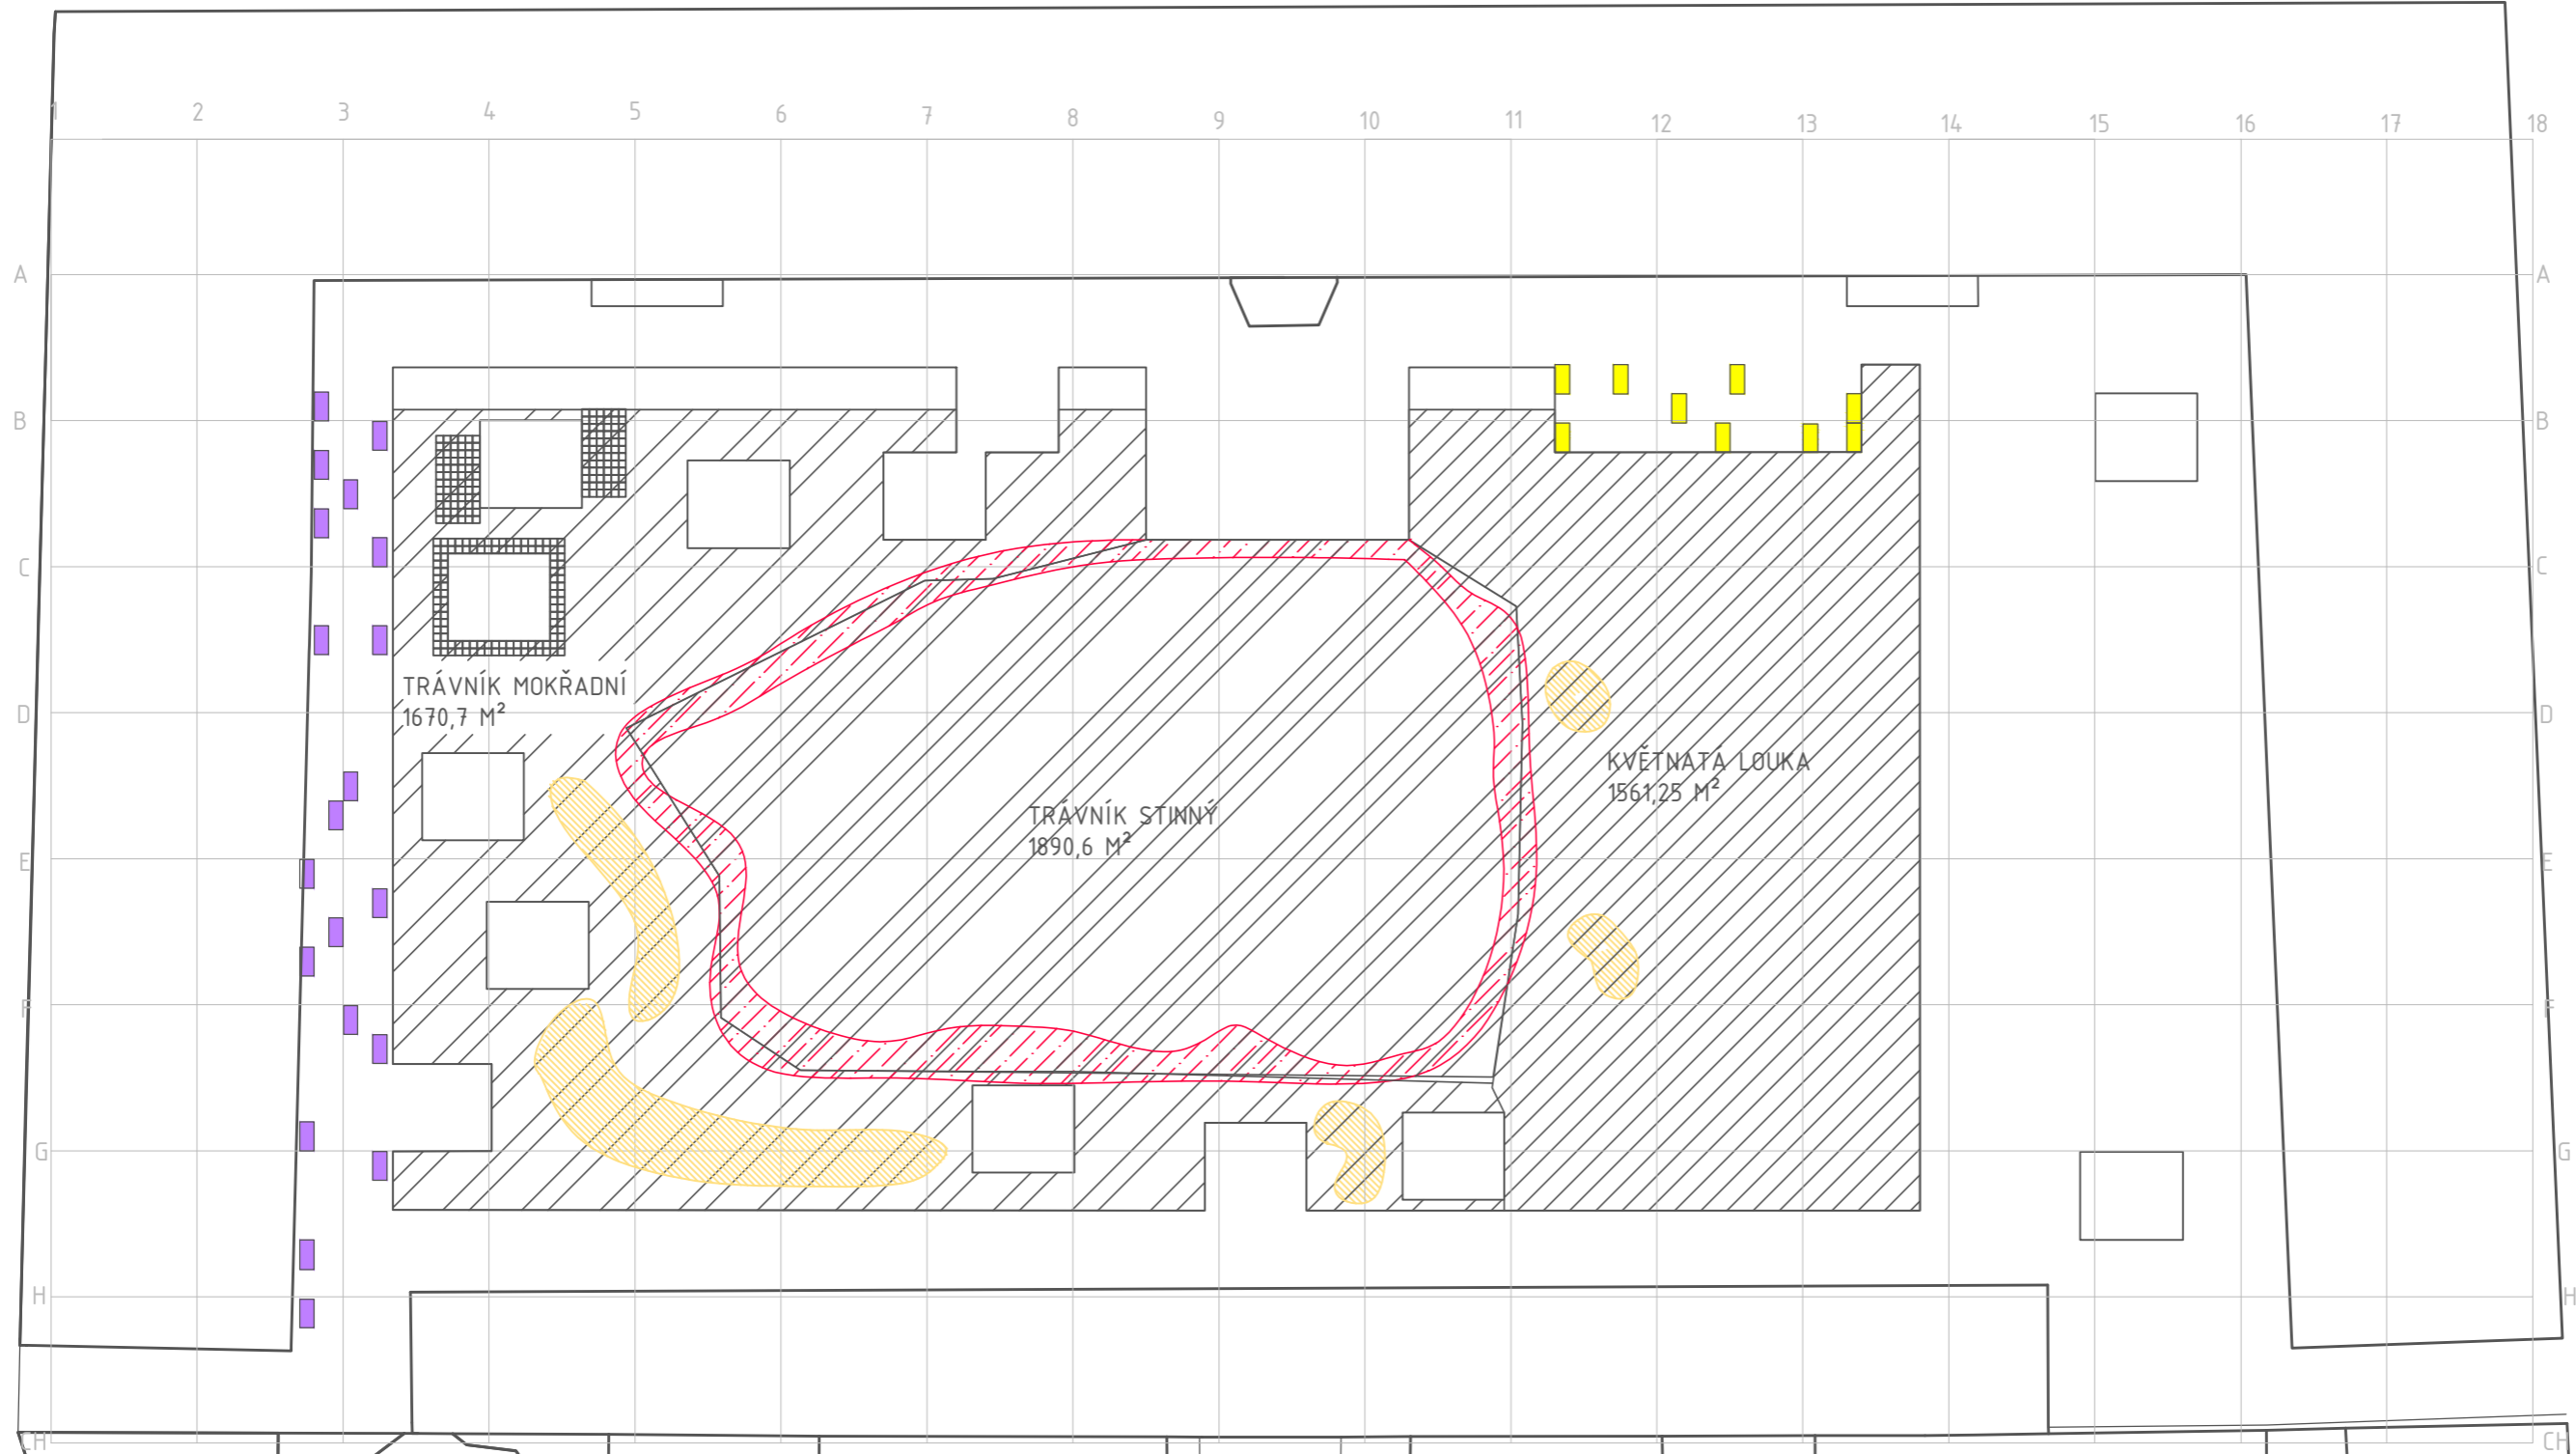 1 2 3 4 5 6 7 8 9 10 11 12 13 14 15 16 17 18
A A
B B
C C
TRÁVNÍK MOKŘADNÍ
1670,7 M²
D D
KVĚTNATÁ LOUKA
1561,25 M²
TRÁVNÍK STINNÝ
1890,6 M²
E E
F F
G G
H H
CH CH